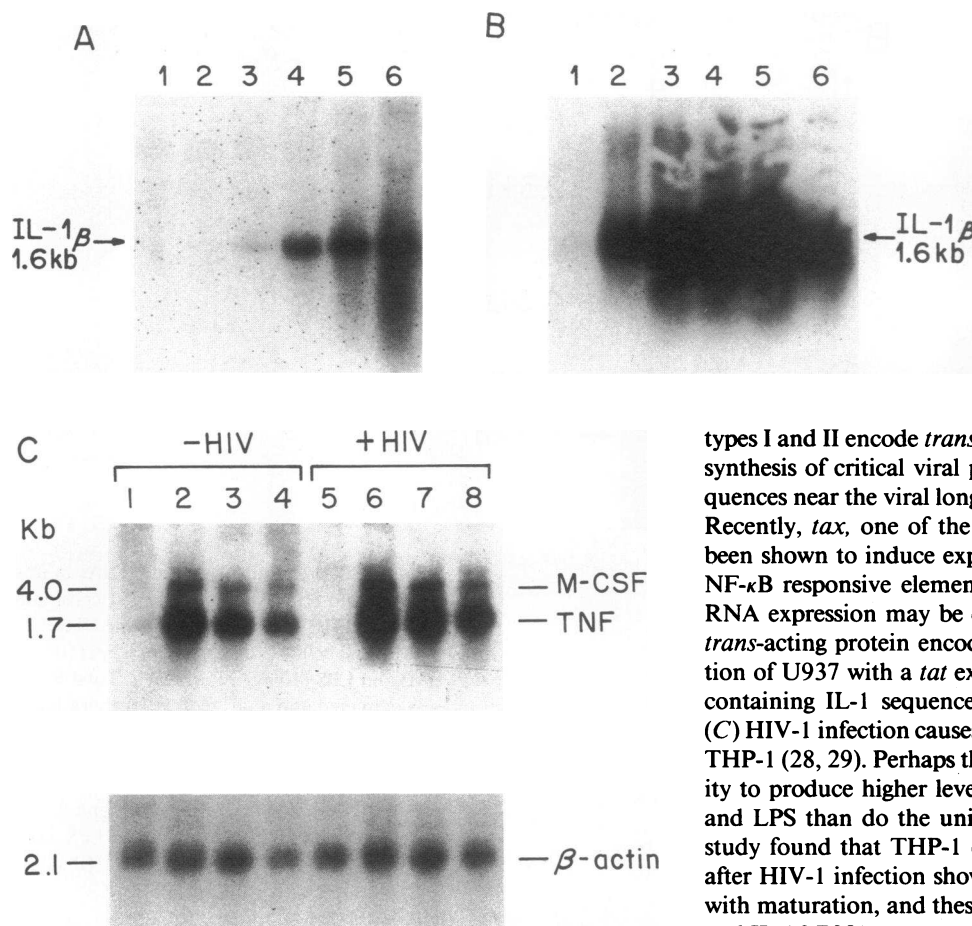 A
1 2 3 4 5 6
IL-1β
1.6 kb
B
1 2 3 4 5 6
IL-1β
1.6 kb
C
-HIV +HIV
1 2 3 4 5 6 7 8
Kb
4.0
1.7
M-CSF
TNF
2.1
β-actin
types I and II encode trans
synthesis of critical viral p
quences near the viral long
Recently, tax, one of the
been shown to induce exp
NF-κB responsive elemen
RNA expression may be
trans-acting protein encod
tion of U937 with a tat ex
containing IL-1 sequence
(C) HIV-1 infection causes
THP-1 (28, 29). Perhaps th
ity to produce higher leve
and LPS than do the uni
study found that THP-1
after HIV-1 infection show
with maturation, and thes